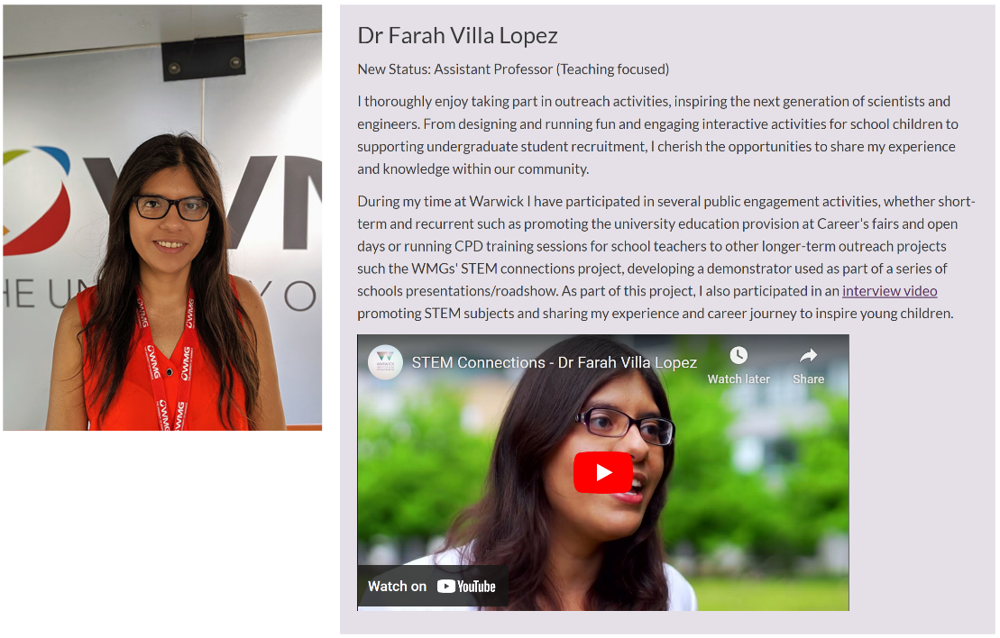 WM
HE UN Y O
WMG
WMG
WMG
WMG
WMG
Dr Farah Villa Lopez
New Status: Assistant Professor (Teaching focused)
I thoroughly enjoy taking part in outreach activities, inspiring the next generation of scientists and
engineers. From designing and running fun and engaging interactive activities for school children to
supporting undergraduate student recruitment, I cherish the opportunities to share my experience
and knowledge within our community.
During my time at Warwick I have participated in several public engagement activities, whether short-
term and recurrent such as promoting the university education provision at Career's fairs and open
days or running CPD training sessions for school teachers to other longer-term outreach projects
such the WMGs' STEM connections project, developing a demonstrator used as part of a series of
schools presentations/roadshow. As part of this project, I also participated in an interview video
promoting STEM subjects and sharing my experience and career journey to inspire young children.
STEM Connections - Dr Farah Villa Lopez
Watch later Share
Watch on YouTube